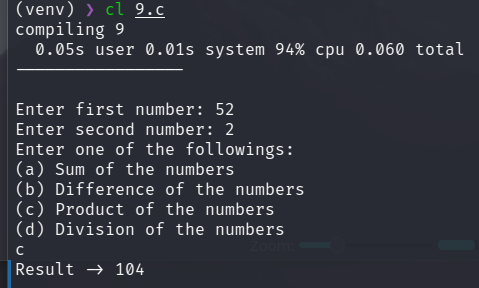 (venv) ❯ cl 9.c
compiling 9
0.05s user 0.01s system 94% cpu 0.060 total
─────────────────
Enter first number: 52
Enter second number: 2
Enter one of the followings:
(a) Sum of the numbers
(b) Difference of the numbers
(c) Product of the numbers
(d) Division of the numbers
Zoom:
c
Result → 104